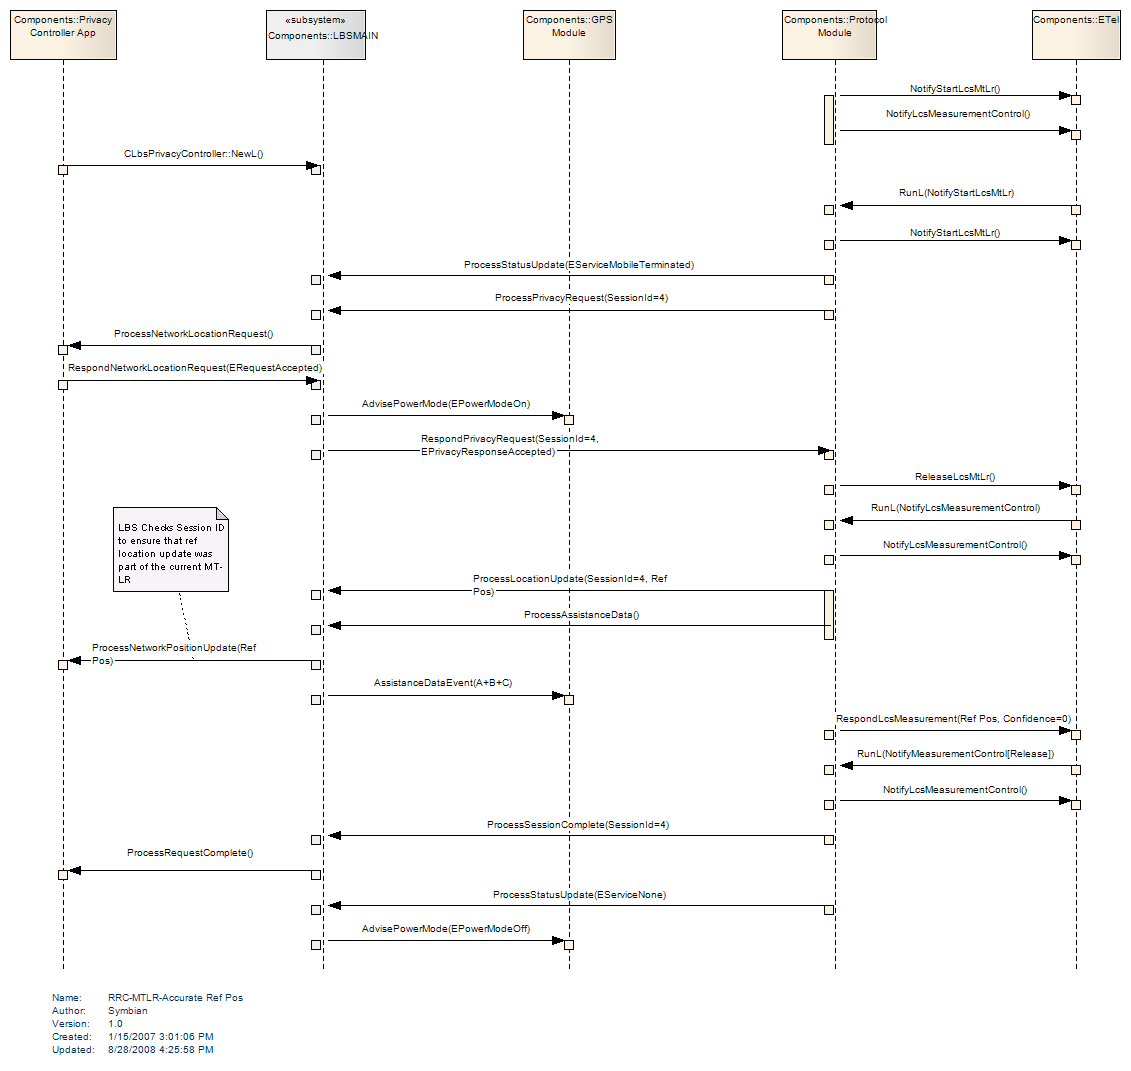 Components::Privacy
Controller App
«subsystem»
Components::LBSMAIN
Components::GPS
Module
Components::Protocol
Module
Components::ETel
NotifyStartLcsMtLr()
NotifyLcsMeasurementControl()
CLbsPrivacyController::NewL()
RunL(NotifyStartLcsMtLr)
NotifyStartLcsMtLr()
ProcessStatusUpdate(EServiceMobileTerminated)
ProcessPrivacyRequest(SessionId=4)
ProcessNetworkLocationRequest()
RespondNetworkLocationRequest(ERequestAccepted)
AdvisePowerMode(EPowerModeOn)
RespondPrivacyRequest(SessionId=4,
EPrivacyResponseAccepted)
ReleaseLcsMtLr()
RunL(NotifyLcsMeasurementControl)
LBS Checks Session ID
to ensure that ref
location update was
part of the current MT-
LR
NotifyLcsMeasurementControl()
ProcessLocationUpdate(SessionId=4, Ref
Pos)
ProcessAssistanceData()
ProcessNetworkPositionUpdate(Ref
Pos)
AssistanceDataEvent(A+B+C)
RespondLcsMeasurement(Ref Pos, Confidence=0)
RunL(NotifyMeasurementControl[Release])
NotifyLcsMeasurementControl()
ProcessSessionComplete(SessionId=4)
ProcessRequestComplete()
ProcessStatusUpdate(EServiceNone)
AdvisePowerMode(EPowerModeOff)
Name: RRC-MTLR-Accurate Ref Pos
Author: Symbian
Version: 1.0
Created: 1/15/2007 3:01:06 PM
Updated: 8/28/2008 4:25:58 PM